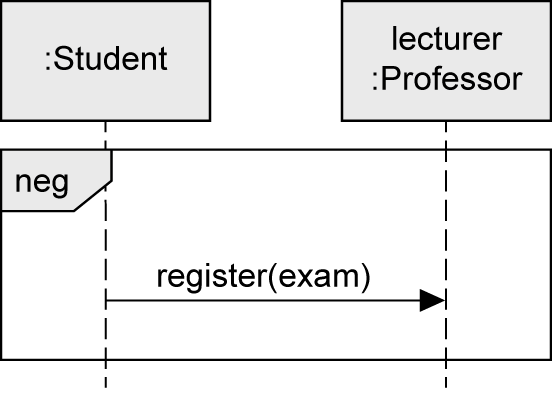 :Student
lecturer
:Professor
neg
register(exam)